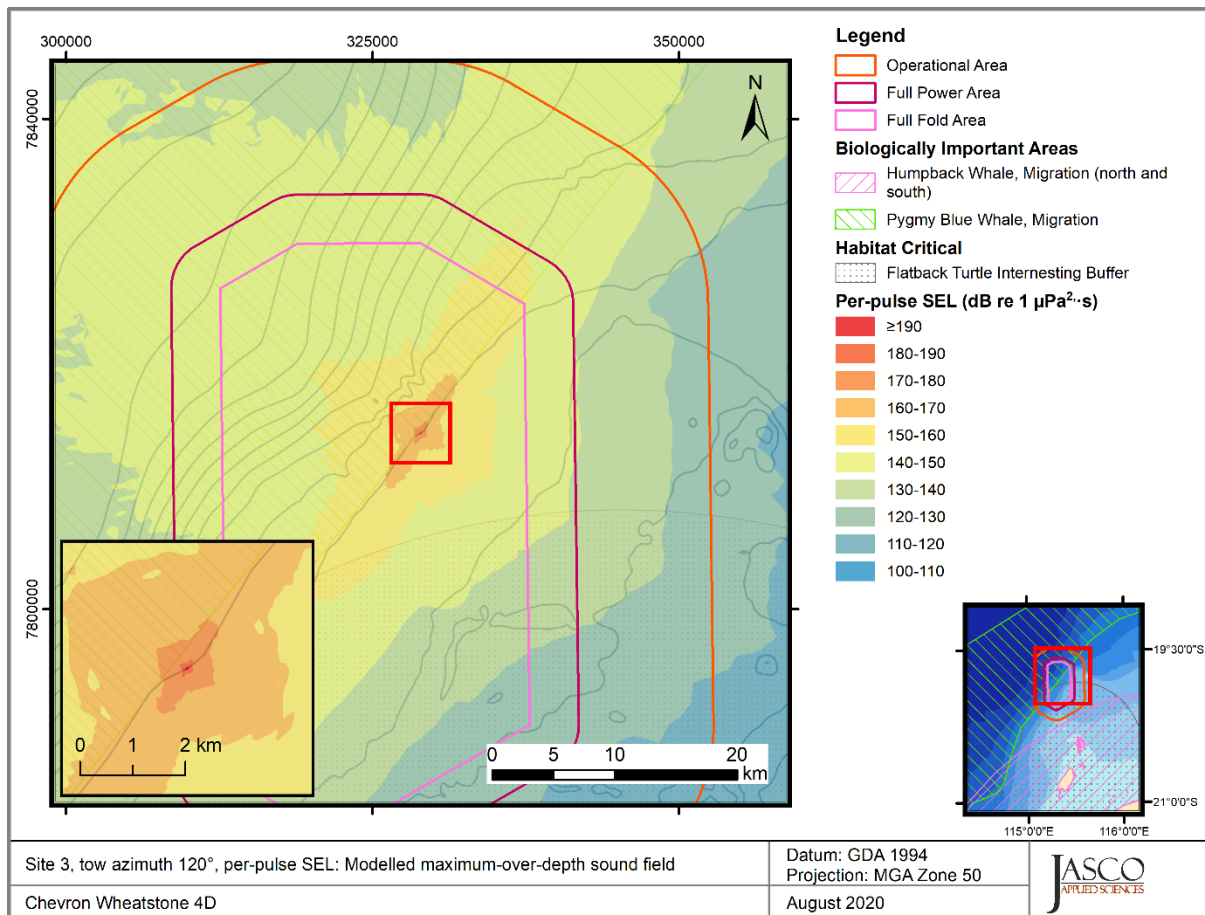 300000
325000
350000
7840000
7800000
N
0 1 2 km
0 5 10 20
km
Legend
Operational Area
Full Power Area
Full Fold Area
Biologically Important Areas
Humpback Whale, Migration (north and
south)
Pygmy Blue Whale, Migration
Habitat Critical
Flatback Turtle Internesting Buffer
Per-pulse SEL (dB re 1 µPa²·s)
≥190
180-190
170-180
160-170
150-160
140-150
130-140
120-130
110-120
100-110
19°30'0"S
21°0'0"S
115°0'0"E 116°0'0"E
Site 3, tow azimuth 120°, per-pulse SEL: Modelled maximum-over-depth sound field
Chevron Wheatstone 4D
Datum: GDA 1994
Projection: MGA Zone 50
August 2020
JASCO
APPLIED SCIENCES